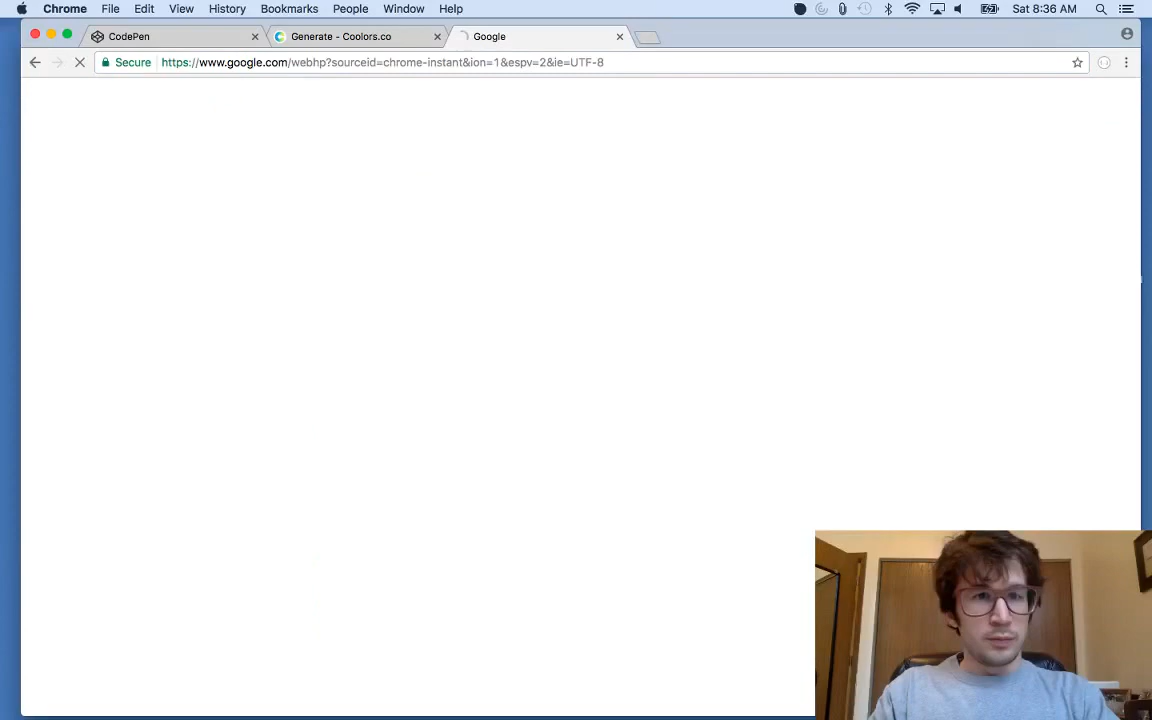 Chrome File Edit View History Bookmarks People Window Help Sat 8:36 AM
CodePen Generate - Coolors.co Google
Secure https://www.google.com/webhp?sourceid=chrome-instant&ion=1&espv=2&ie=UTF-8